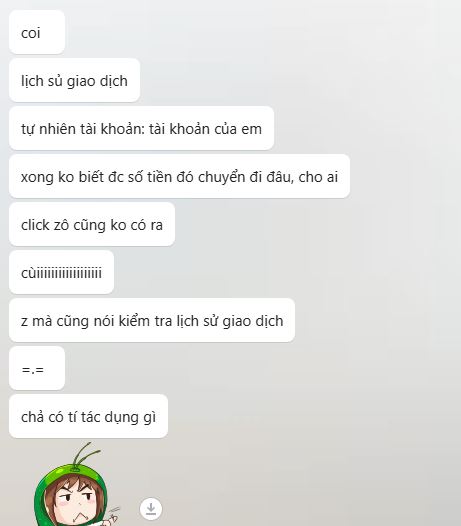 coi
lịch sủ giao dịch
tự nhiên tài khoản: tài khoản của em
xong ko biết đc số tiền đó chuyển đi đâu, cho ai
click zô cũng ko có ra
cùiiiiiiiiiiiiiiiiiii
z mà cũng nói kiểm tra lịch sử giao dịch
=.=
chả có tí tác dụng gì